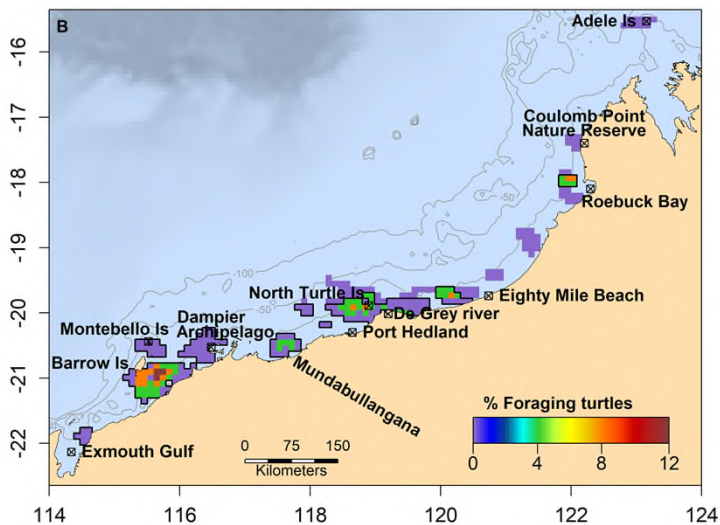 B
Adele Is
-16
Coulomb Point
Nature Reserve
-17
-18
Roebuck Bay
-50
-19
-100
North Turtle Is
Eighty Mile Beach
-20
-50
De Grey river
Dampier
Archipelago
Montebello Is
Port Hedland
Barrow Is
-21
Mundabullangana
% Foraging turtles
-22
Exmouth Gulf
0 75 150
Kilometers
0 4 8 12
114 116 118 120 122 124